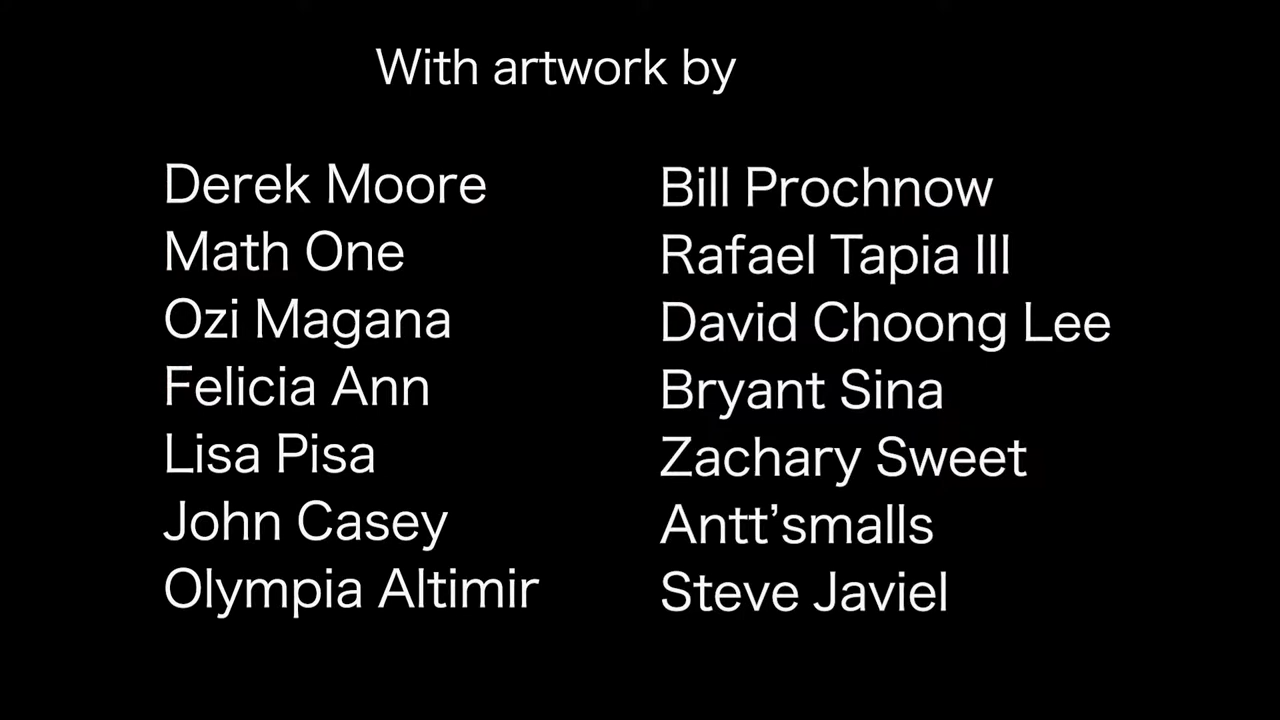 With artwork by
Derek Moore
Math One
Ozi Magana
Felicia Ann
Lisa Pisa
John Casey
Olympia Altimir
Bill Prochnow
Rafael Tapia III
David Choong Lee
Bryant Sina
Zachary Sweet
Antt’smalls
Steve Javiel